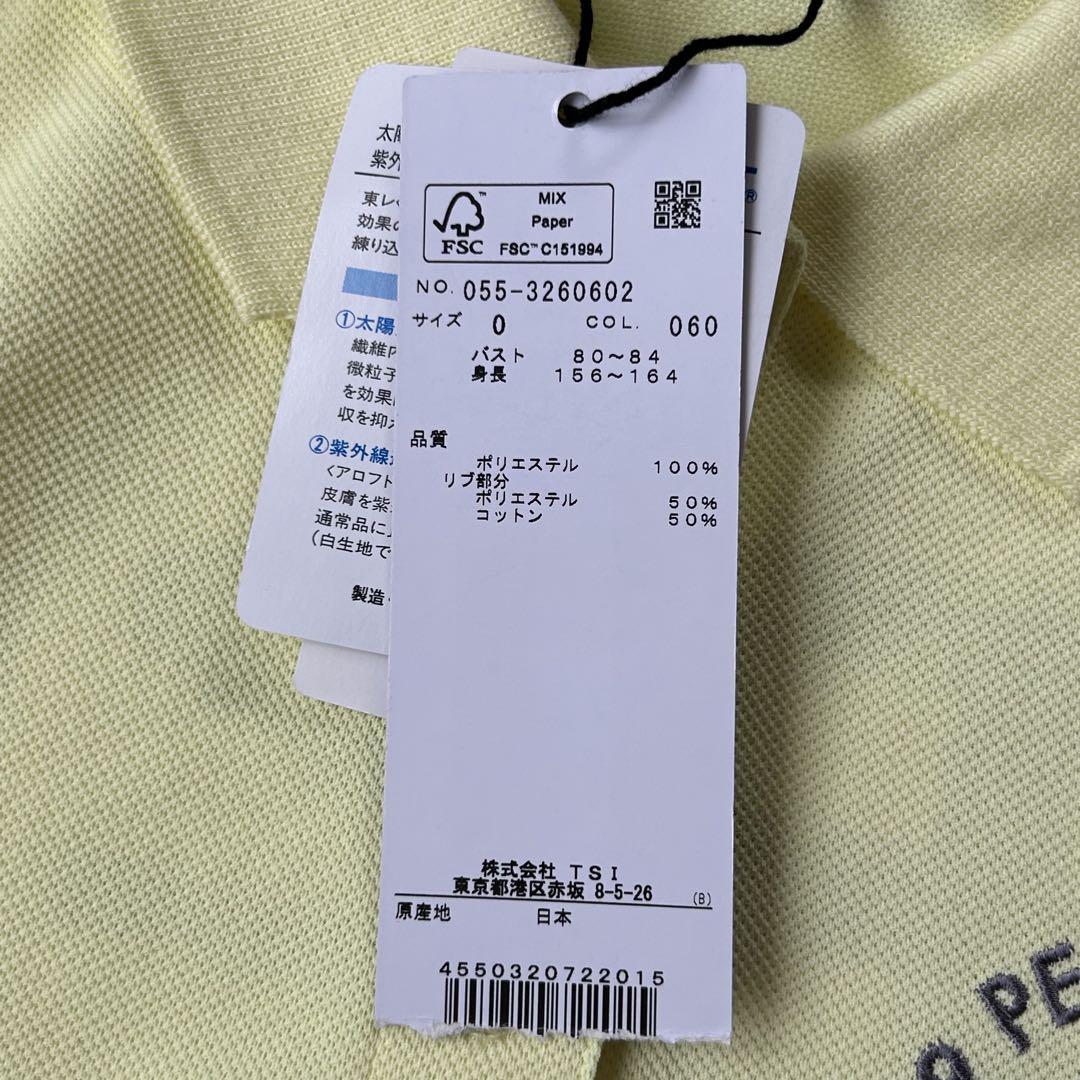 MIX
Paper
FSC™ C151994
FSC™
NO. 055-3260602
サイズ 0 COL. 060
バスト 80～84
身長 156～164
品質
ポリエステル 100%
リブ部分
ポリエステル 50%
コットン 50%
株式会社 TSI
東京都港区赤坂 8-5-26 (B)
原産地 日本
4550320722015
太陽
紫外
東レ
効果の
練り込
①太陽
繊維内
微粒子
を効果
収を抑
②紫外線
〈アロフト
皮膚を紫
通常品に
(白生地で
製造・
®
PE